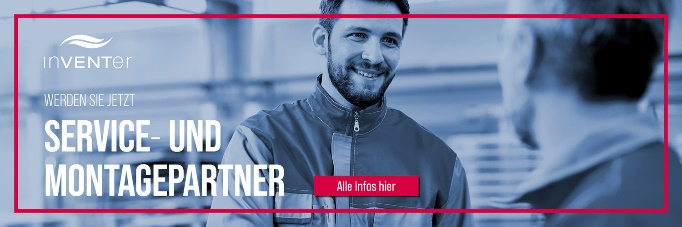 inVENTer
WERDEN SIE JETZT
SERVICE- UND
MONTAGEPARTNER
Alle Infos hier